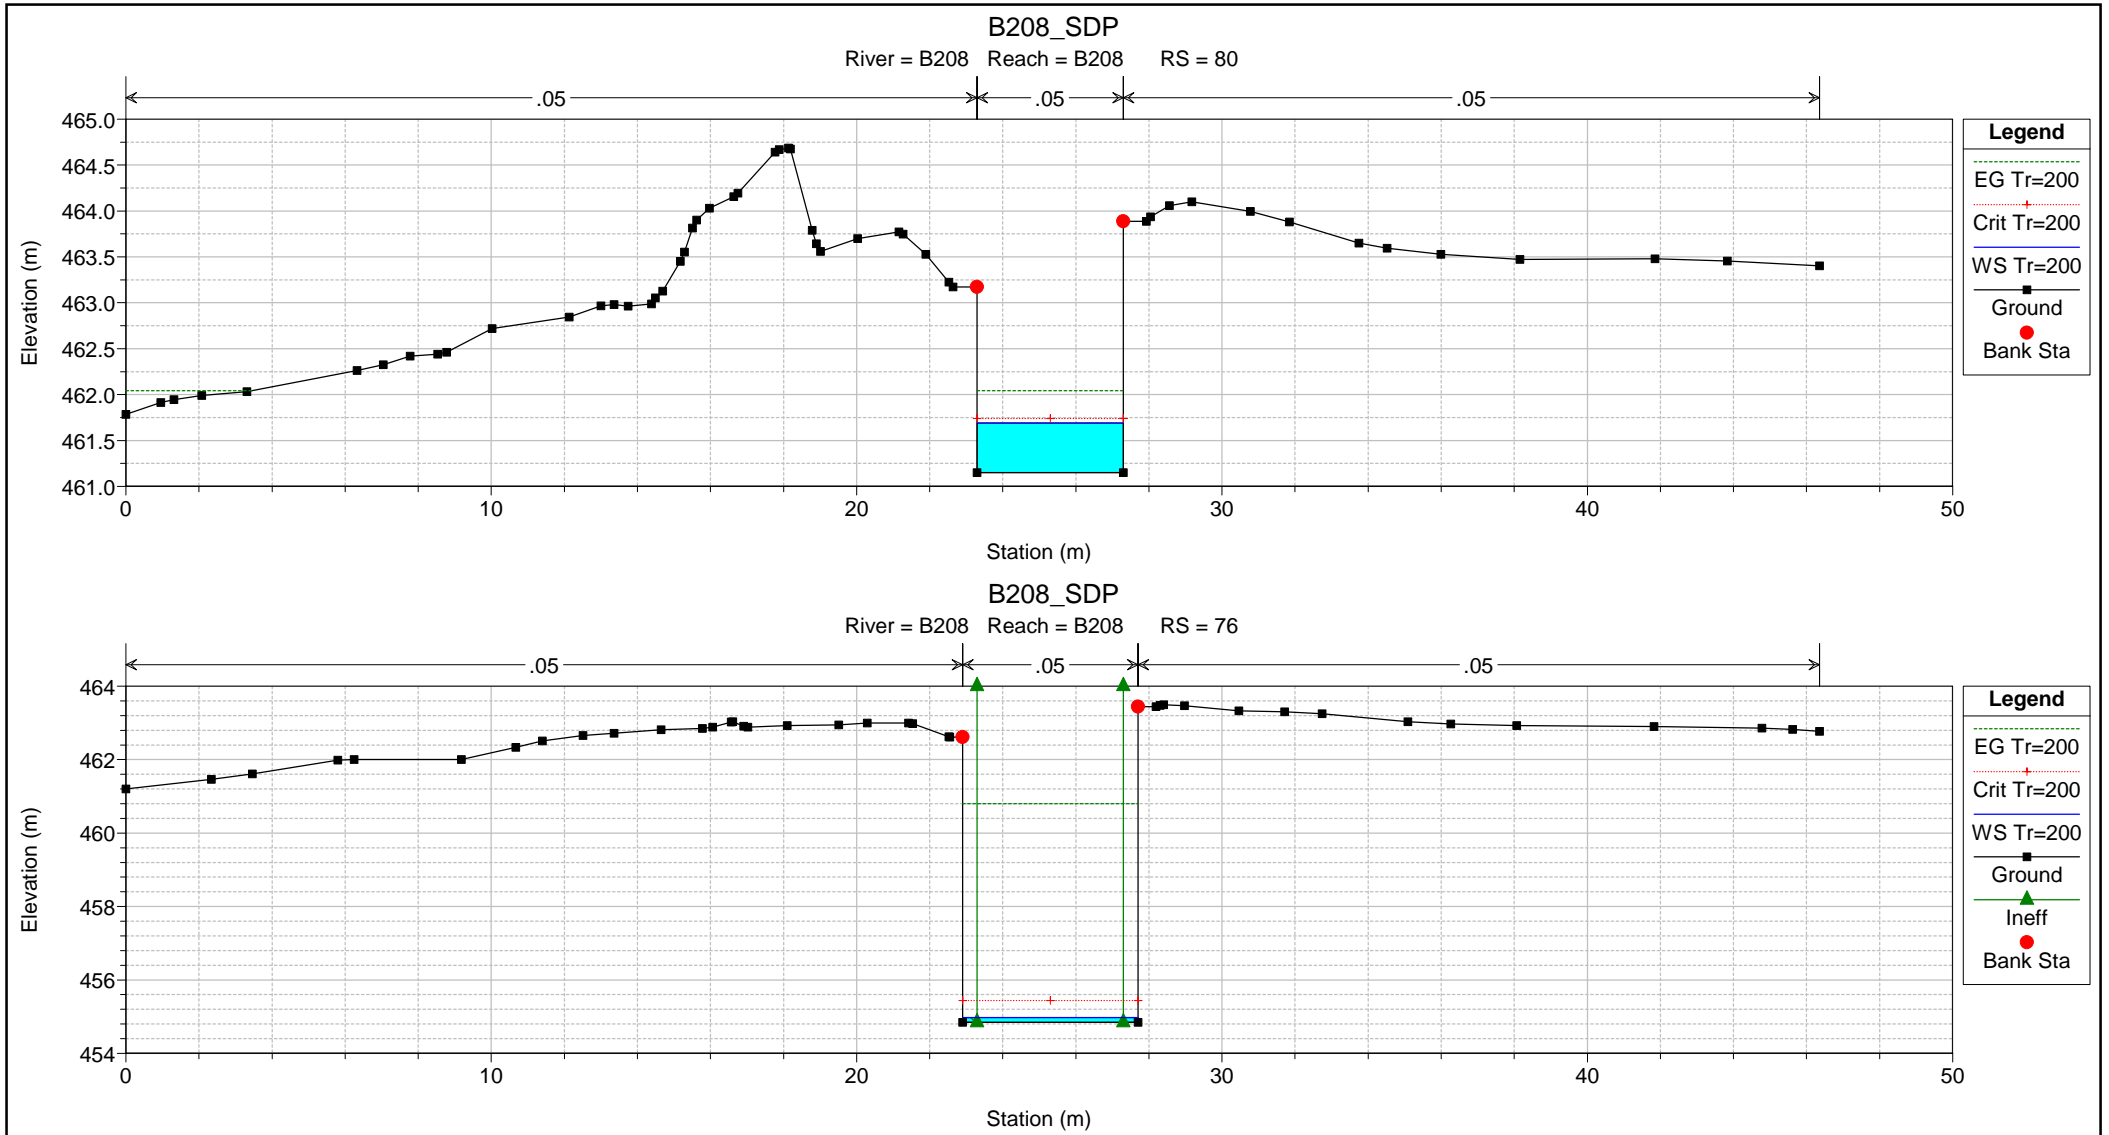 B208_SDP
River = B208 Reach = B208 RS = 80
.05 .05 .05
465.0
464.5
464.0
463.5
463.0
462.5
462.0
461.5
461.0
Elevation (m)
0 10 20 30 40 50
Station (m)
Legend
EG Tr=200
Crit Tr=200
WS Tr=200
Ground
Bank Sta
B208_SDP
River = B208 Reach = B208 RS = 76
.05 .05 .05
464
462
460
458
456
454
Elevation (m)
0 10 20 30 40 50
Station (m)
Legend
EG Tr=200
Crit Tr=200
WS Tr=200
Ground
Ineff
Bank Sta